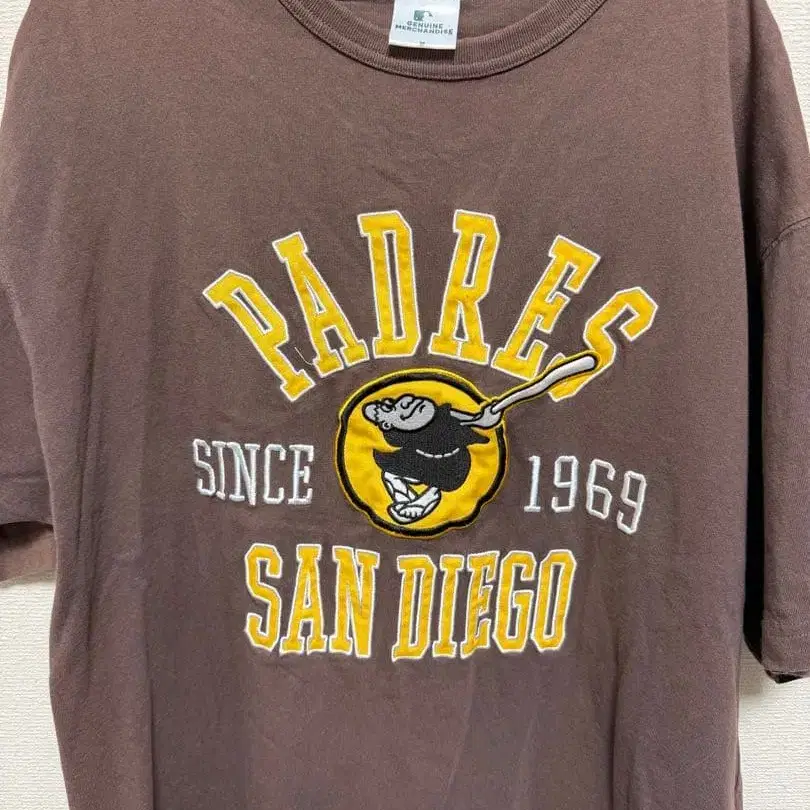 GENUINE
MERCHANDISE
M
PADRES
SINCE 1969
SAN DIEGO